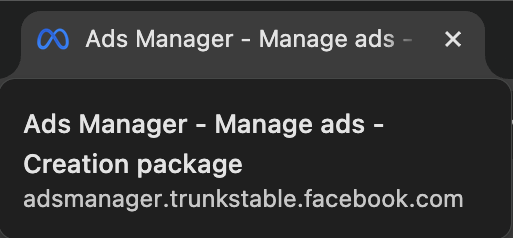 Ads Manager - Manage ads -
Ads Manager - Manage ads -
Creation package
adsmanager.trunkstable.facebook.com